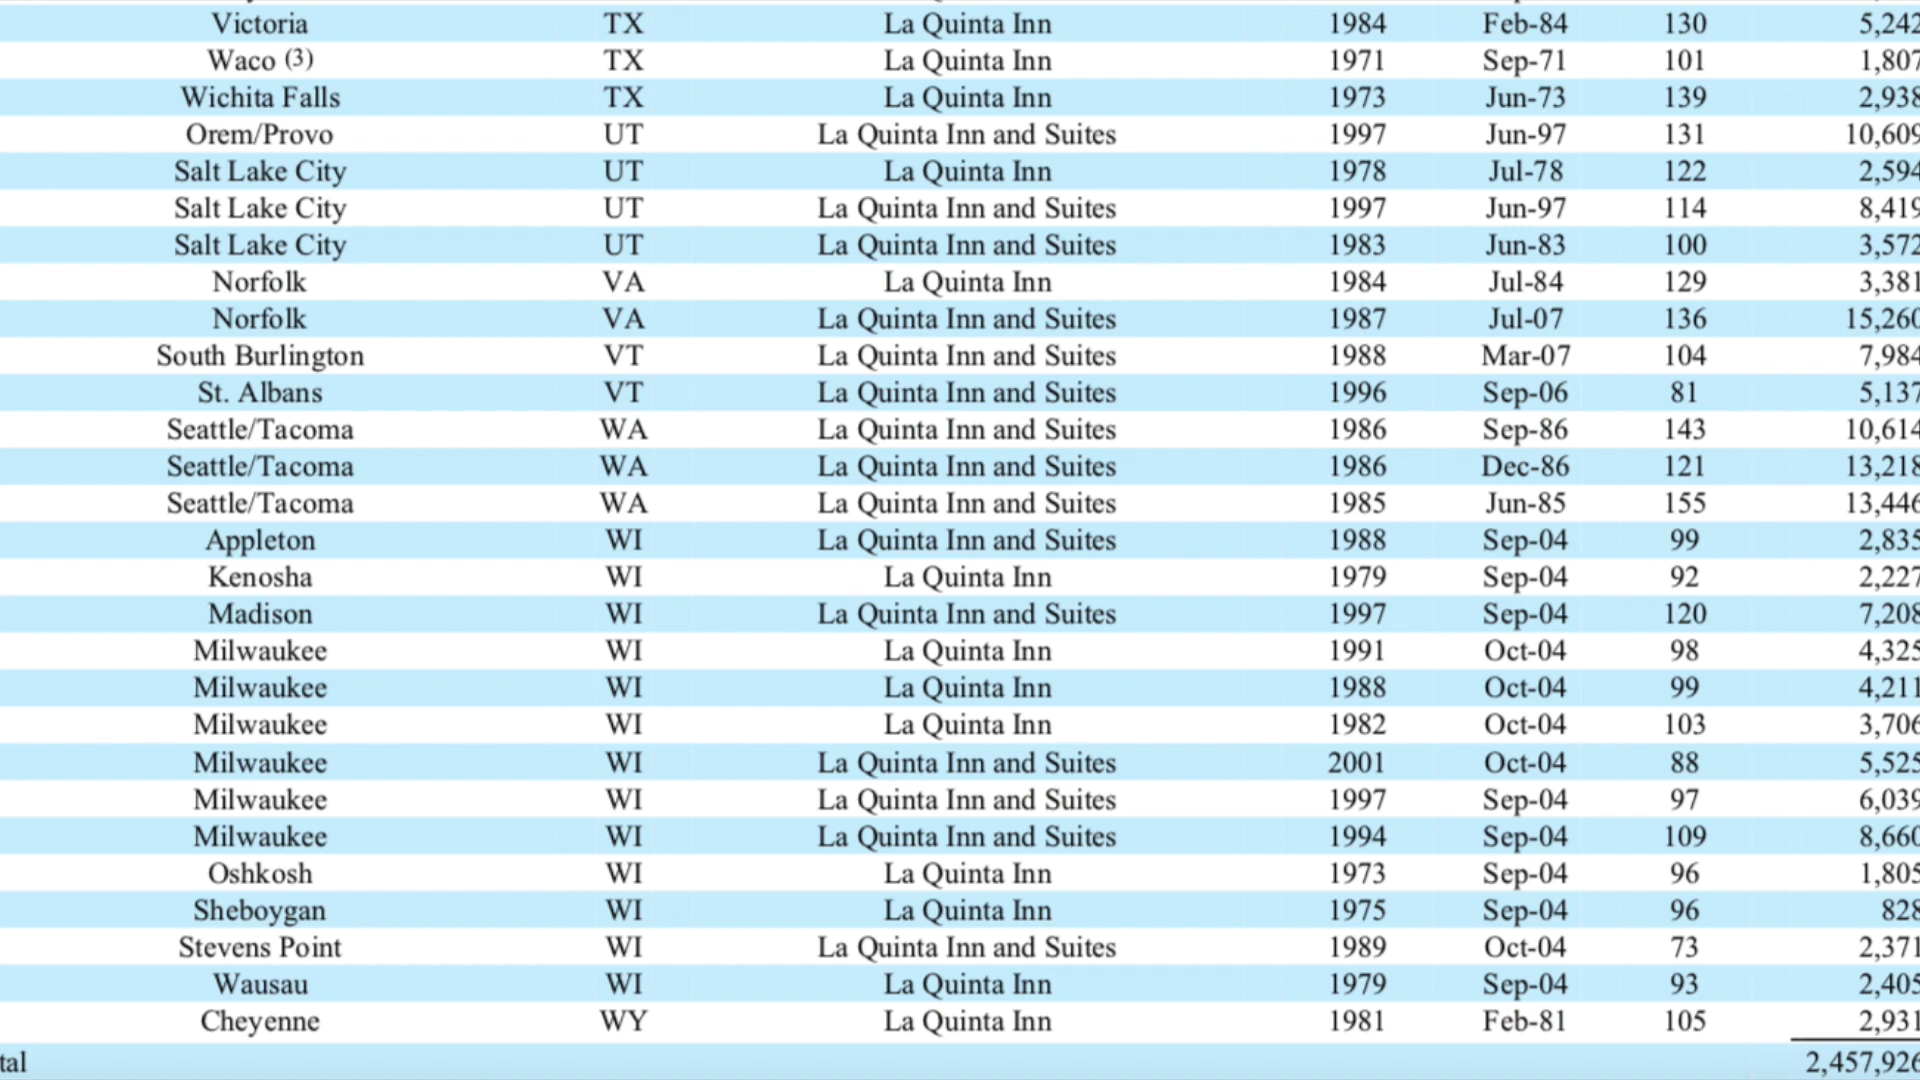 Victoria TX La Quinta Inn 1984 Feb-84 130 5,242
Waco (3) TX La Quinta Inn 1971 Sep-71 101 1,807
Wichita Falls TX La Quinta Inn 1973 Jun-73 139 2,938
Orem/Provo UT La Quinta Inn and Suites 1997 Jun-97 131 10,609
Salt Lake City UT La Quinta Inn 1978 Jul-78 122 2,594
Salt Lake City UT La Quinta Inn and Suites 1997 Jun-97 114 8,419
Salt Lake City UT La Quinta Inn and Suites 1983 Jun-83 100 3,572
Norfolk VA La Quinta Inn 1984 Jul-84 129 3,381
Norfolk VA La Quinta Inn and Suites 1987 Jul-07 136 15,260
South Burlington VT La Quinta Inn and Suites 1988 Mar-07 104 7,984
St. Albans VT La Quinta Inn and Suites 1996 Sep-06 81 5,137
Seattle/Tacoma WA La Quinta Inn and Suites 1986 Sep-86 143 10,614
Seattle/Tacoma WA La Quinta Inn and Suites 1986 Dec-86 121 13,218
Seattle/Tacoma WA La Quinta Inn and Suites 1985 Jun-85 155 13,446
Appleton WI La Quinta Inn and Suites 1988 Sep-04 99 2,835
Kenosha WI La Quinta Inn 1979 Sep-04 92 2,227
Madison WI La Quinta Inn and Suites 1997 Sep-04 120 7,208
Milwaukee WI La Quinta Inn 1991 Oct-04 98 4,325
Milwaukee WI La Quinta Inn 1988 Oct-04 99 4,211
Milwaukee WI La Quinta Inn 1982 Oct-04 103 3,706
Milwaukee WI La Quinta Inn and Suites 2001 Oct-04 88 5,525
Milwaukee WI La Quinta Inn and Suites 1997 Sep-04 97 6,039
Milwaukee WI La Quinta Inn and Suites 1994 Sep-04 109 8,660
Oshkosh WI La Quinta Inn 1973 Sep-04 96 1,805
Sheboygan WI La Quinta Inn 1975 Sep-04 96 828
Stevens Point WI La Quinta Inn and Suites 1989 Oct-04 73 2,371
Wausau WI La Quinta Inn 1979 Sep-04 93 2,405
Cheyenne WY La Quinta Inn 1981 Feb-81 105 2,931
tal 2,457,926